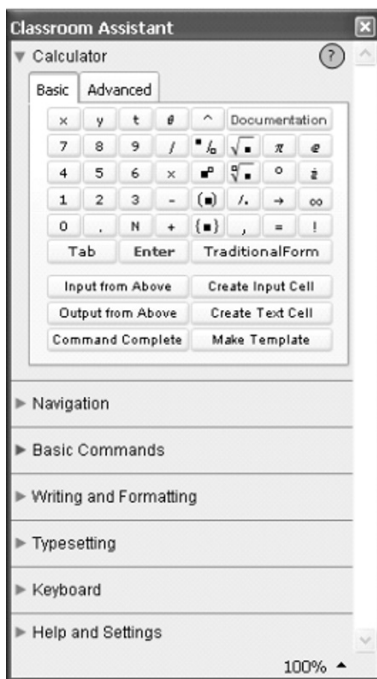 Classroom Assistant
Calculator ?
Basic Advanced
x y t θ ^ Documentation
7 8 9 / ▪/□ √▪ π ℯ
4 5 6 × ▪□ □√▪ ° ⅈ
1 2 3 - (▪) /. → ∞
0 . N + {▪} , = !
Tab Enter TraditionalForm
Input from Above Create Input Cell
Output from Above Create Text Cell
Command Complete Make Template
Navigation
Basic Commands
Writing and Formatting
Typesetting
Keyboard
Help and Settings
100%